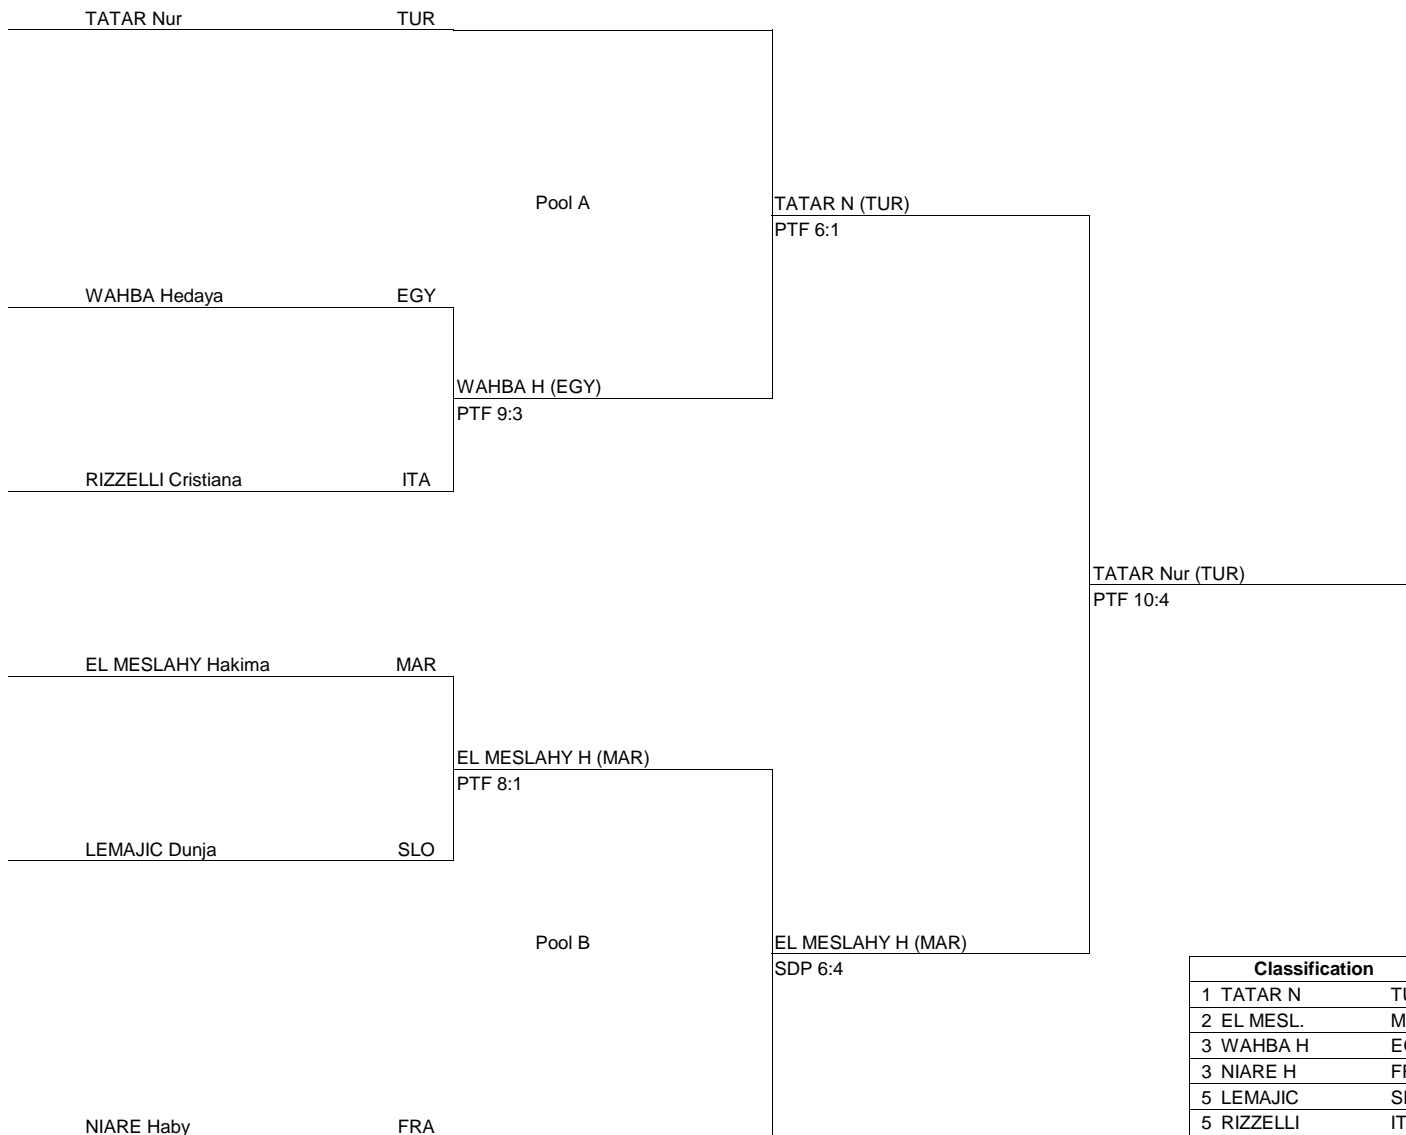 TATAR Nur TUR
Pool A
TATAR N (TUR)
PTF 6:1
WAHBA Hedaya EGY
WAHBA H (EGY)
PTF 9:3
RIZZELLI Cristiana ITA
TATAR Nur (TUR)
PTF 10:4
EL MESLAHY Hakima MAR
EL MESLAHY H (MAR)
PTF 8:1
LEMAJIC Dunja SLO
Pool B
EL MESLAHY H (MAR)
SDP 6:4
NIARE Haby FRA
Classification
1 TATAR N
2 EL MESL.
3 WAHBA H
3 NIARE H
5 LEMAJIC
5 RIZZELLI